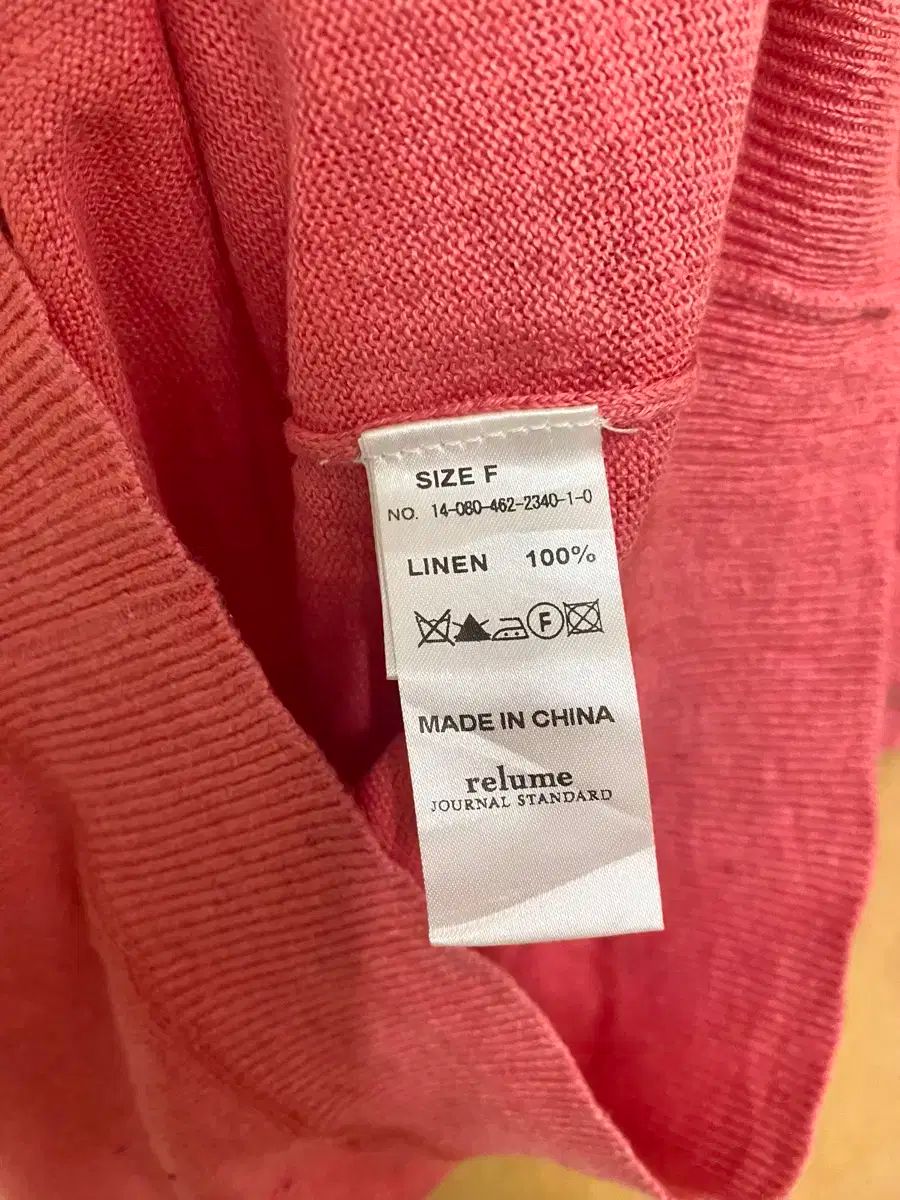 SIZE F
NO. 14-080-462-2340-1-0
LINEN 100%
F
MADE IN CHINA
relume
JOURNAL STANDARD